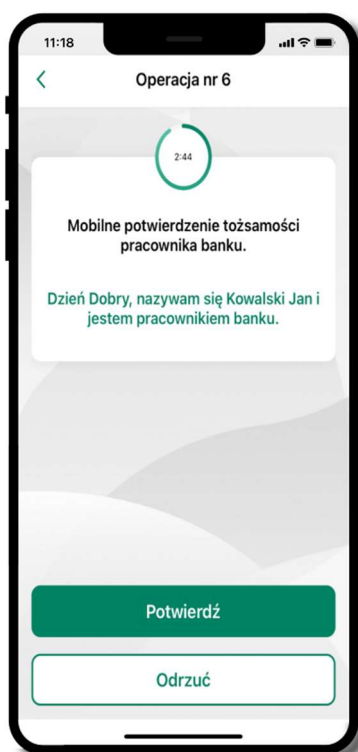 11:18
Operacja nr 6
2:44
Mobilne potwierdzenie tożsamości
pracownika banku.
Dzień Dobry, nazywam się Kowalski Jan i
jestem pracownikiem banku.
Potwierdź
Odrzuć